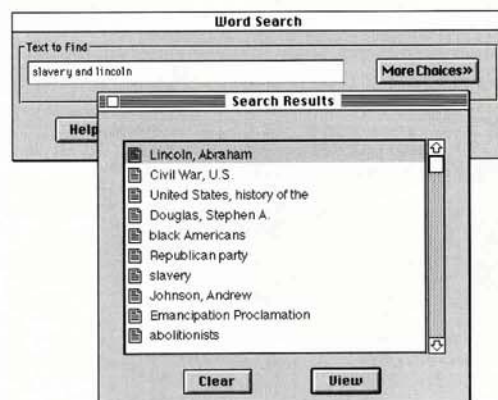 Word Search
Text to Find
slavery and lincoln
More Choices»
Help
Search Results
Lincoln, Abraham
Civil War, U.S.
United States, history of the
Douglas, Stephen A.
black Americans
Republican party
slavery
Johnson, Andrew
Emancipation Proclamation
abolitionists
Clear
View